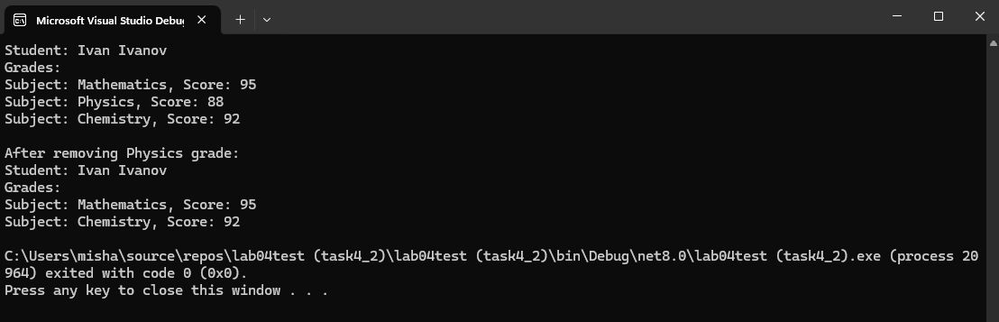 Microsoft Visual Studio Debug
Student: Ivan Ivanov
Grades:
Subject: Mathematics, Score: 95
Subject: Physics, Score: 88
Subject: Chemistry, Score: 92
After removing Physics grade:
Student: Ivan Ivanov
Grades:
Subject: Mathematics, Score: 95
Subject: Chemistry, Score: 92
C:\Users\misha\source\repos\lab04test (task4_2)\lab04test (task4_2)\bin\Debug\net8.0\lab04test (task4_2).exe (process 20
964) exited with code 0 (0x0).
Press any key to close this window . . .